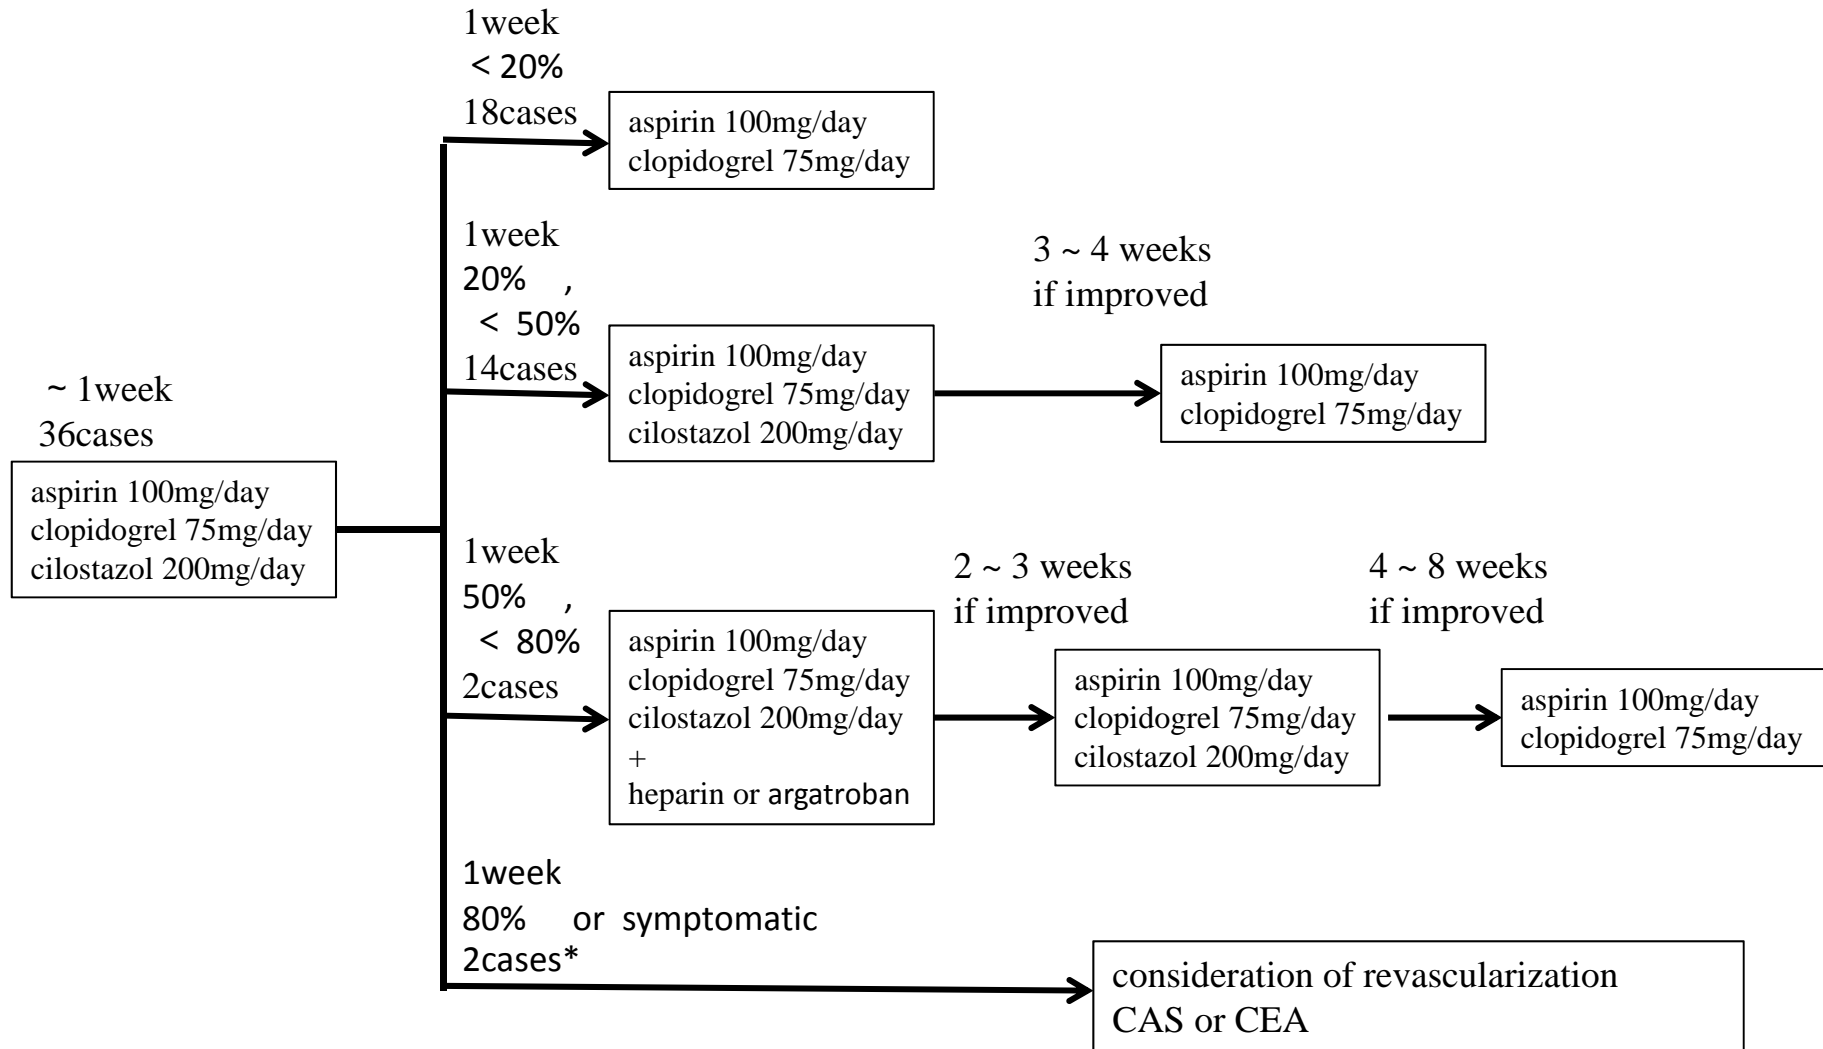 1week
< 20%
18cases
aspirin 100mg/day
clopidogrel 75mg/day
1week
20% ,
< 50%
14cases
aspirin 100mg/day
clopidogrel 75mg/day
cilostazol 200mg/day
3 ~ 4 weeks
if improved
aspirin 100mg/day
clopidogrel 75mg/day
~ 1week
36cases
aspirin 100mg/day
clopidogrel 75mg/day
cilostazol 200mg/day
1week
50% ,
< 80%
2cases
aspirin 100mg/day
clopidogrel 75mg/day
cilostazol 200mg/day
+
heparin or argatroban
2 ~ 3 weeks
if improved
aspirin 100mg/day
clopidogrel 75mg/day
cilostazol 200mg/day
4 ~ 8 weeks
if improved
aspirin 100mg/day
clopidogrel 75mg/day
1week
80% or symptomatic
2cases*
consideration of revascularization
CAS or CEA